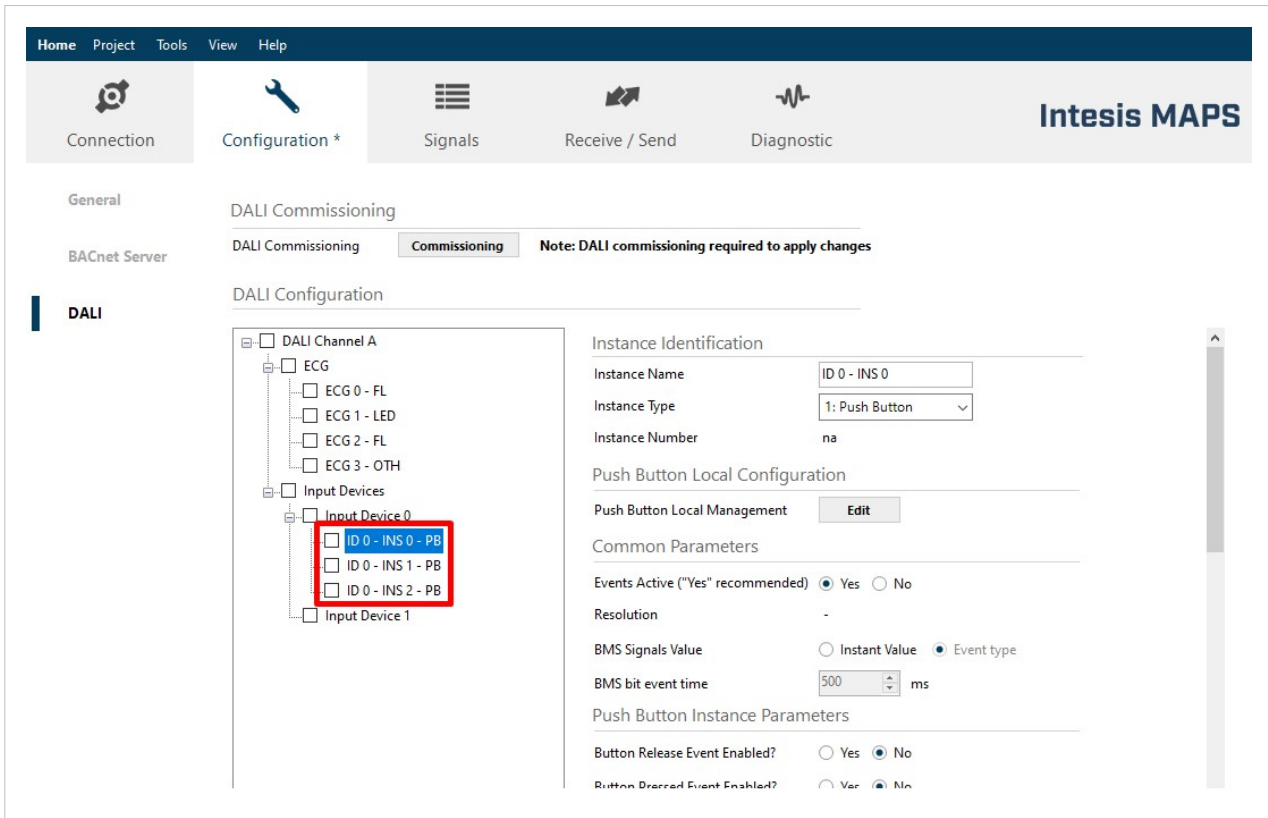 Home Project Tools View Help
Connection
Configuration *
Signals
Receive / Send
Diagnostic
Intesis MAPS
General
BACnet Server
DALI
DALI Commissioning
DALI Commissioning Commissioning Note: DALI commissioning required to apply changes
DALI Configuration
DALI Channel A
ECG
ECG 0 - FL
ECG 1 - LED
ECG 2 - FL
ECG 3 - OTH
Input Devices
Input Device 0
ID 0 - INS 0 - PB
ID 0 - INS 1 - PB
ID 0 - INS 2 - PB
Input Device 1
Instance Identification
Instance Name ID 0 - INS 0
Instance Type 1: Push Button
Instance Number na
Push Button Local Configuration
Push Button Local Management Edit
Common Parameters
Events Active ("Yes" recommended) Yes No
Resolution -
BMS Signals Value Instant Value Event type
BMS bit event time 500 ms
Push Button Instance Parameters
Button Release Event Enabled? Yes No
Button Pressed Event Enabled? Yes No